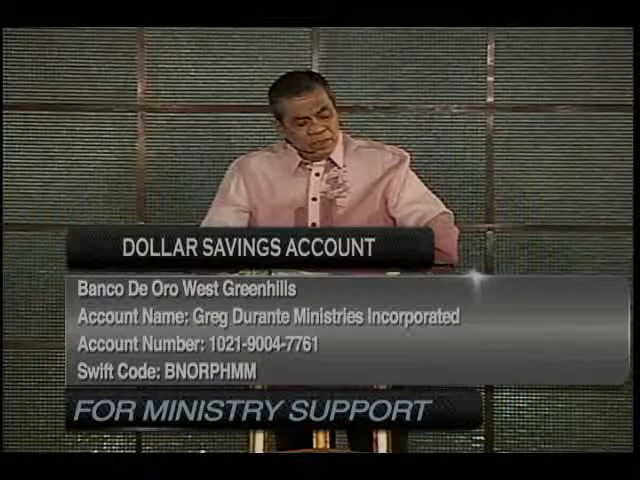 DOLLAR SAVINGS ACCOUNT
Banco De Oro West Greenhills
Account Name: Greg Durante Ministries Incorporated
Account Number: 1021-9004-7761
Swift Code: BNORPHMM
FOR MINISTRY SUPPORT